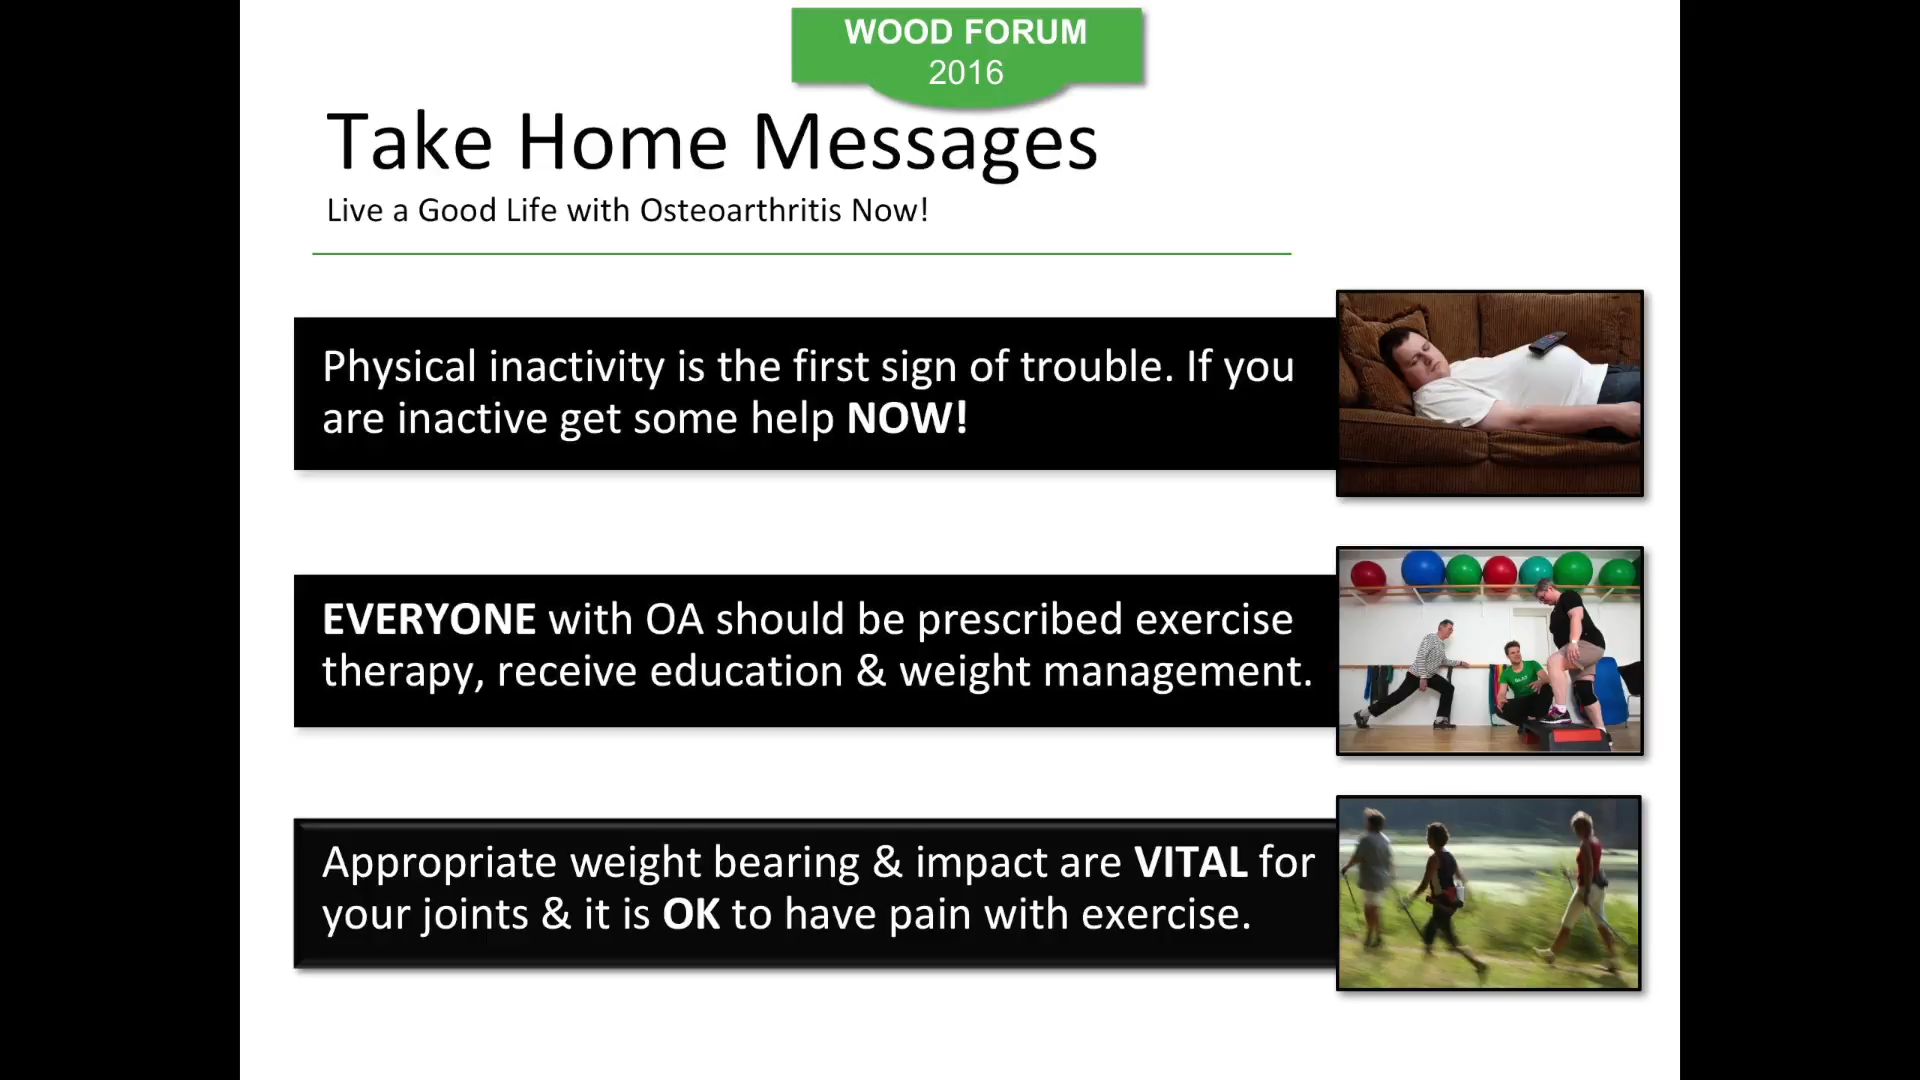 WOOD FORUM
2016
Take Home Messages
Live a Good Life with Osteoarthritis Now!
Physical inactivity is the first sign of trouble. If you
are inactive get some help NOW!
EVERYONE with OA should be prescribed exercise
therapy, receive education & weight management.
Appropriate weight bearing & impact are VITAL for
your joints & it is OK to have pain with exercise.